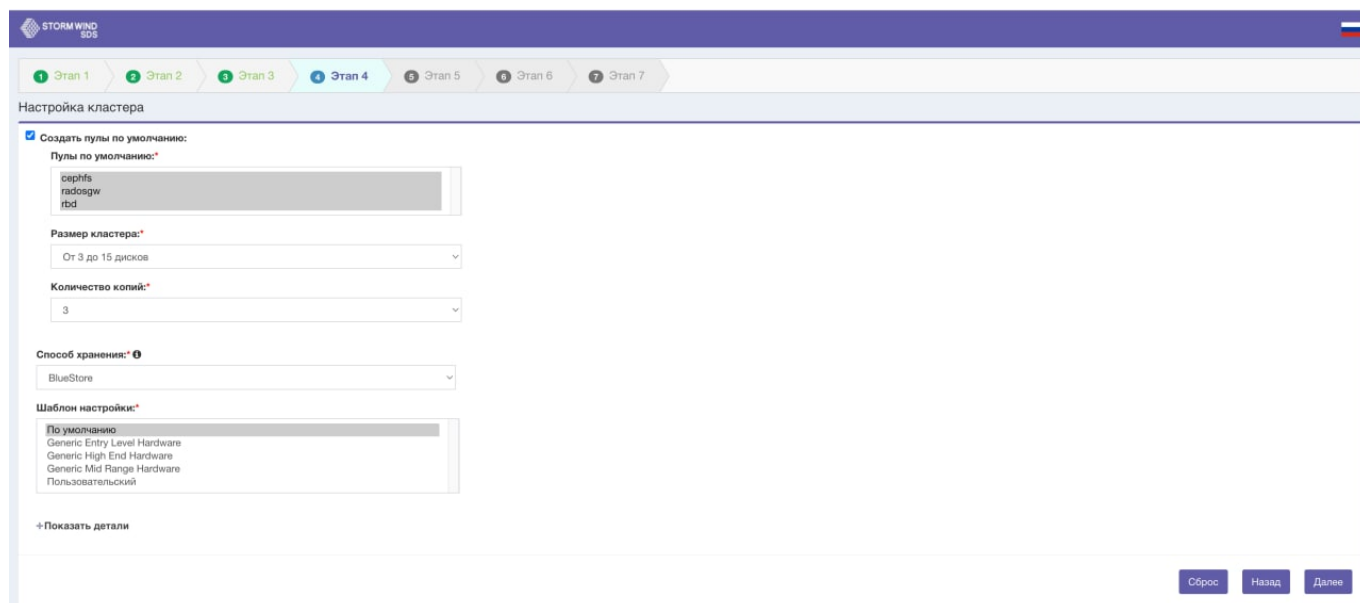 STORM WIND
SDS
1 Этап 1 2 Этап 2 3 Этап 3 4 Этап 4 5 Этап 5 6 Этап 6 7 Этап 7
Настройка кластера
Создать пулы по умолчанию:
Пулы по умолчанию:*
cephfs
radosgw
rbd
Размер кластера:*
От 3 до 15 дисков
Количество копий:*
3
Способ хранения:*
BlueStore
Шаблон настройки:*
По умолчанию
Generic Entry Level Hardware
Generic High End Hardware
Generic Mid Range Hardware
Пользовательский
+Показать детали
Сброс Назад Далее